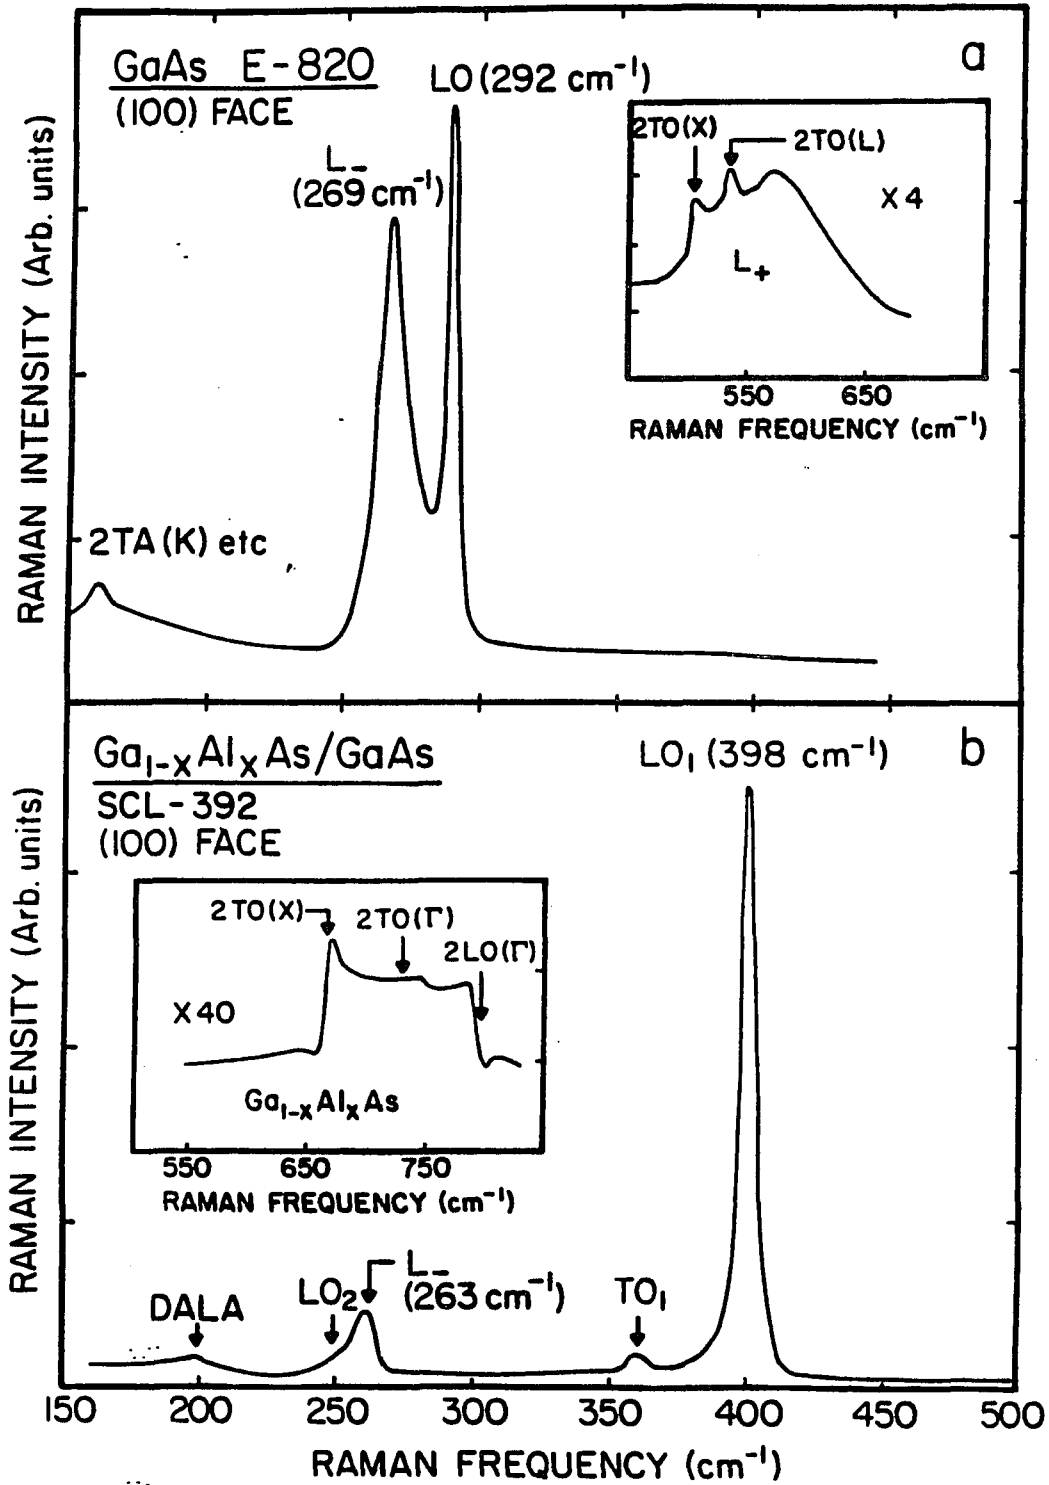 GaAs E-820
(100) FACE
a
LO (292 cm⁻¹)
L₋
(269 cm⁻¹)
2TA(K) etc
RAMAN INTENSITY (Arb. units)
2TO(X)
2TO(L)
X4
L₊
550 650
RAMAN FREQUENCY (cm⁻¹)
Ga₁₋ₓAlₓAs/GaAs
SCL-392
(100) FACE
b
LO₁ (398 cm⁻¹)
RAMAN INTENSITY (Arb. units)
2TO(X)
2TO(Γ)
2LO(Γ)
X40
Ga₁₋ₓAlₓAs
550 650 750
RAMAN FREQUENCY (cm⁻¹)
DALA
LO₂
L₋
(263 cm⁻¹)
TO₁
150 200 250 300 350 400 450 500
RAMAN FREQUENCY (cm⁻¹)